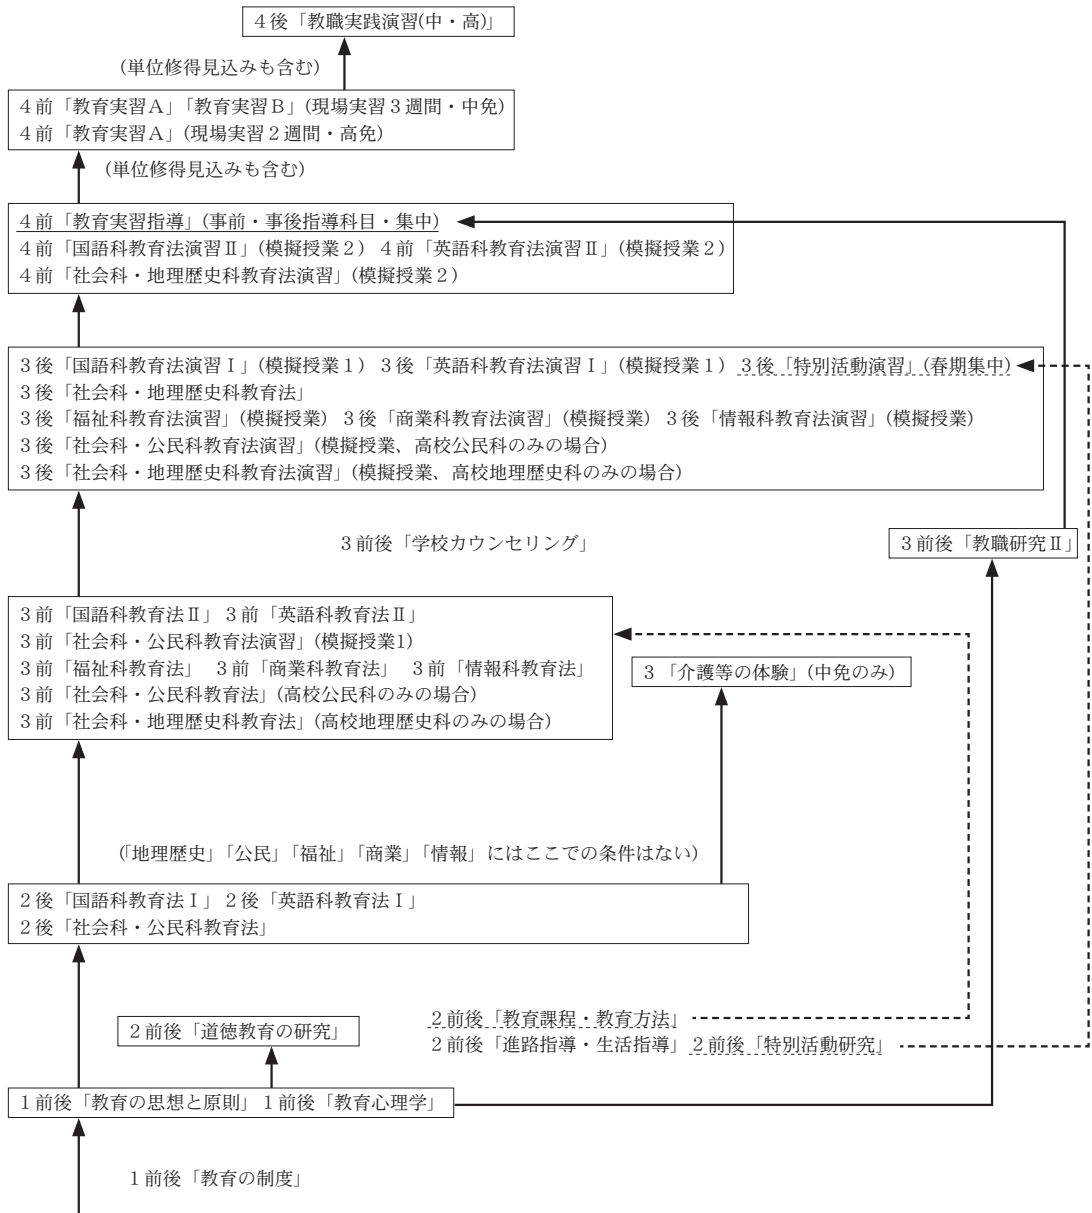 ４後「教職実践演習(中・高)」
（単位修得見込みも含む）
４前「教育実習Ａ」「教育実習Ｂ」（現場実習３週間・中免）
４前「教育実習Ａ」（現場実習２週間・高免）
（単位修得見込みも含む）
４前「教育実習指導」（事前・事後指導科目・集中）
４前「国語科教育法演習Ⅱ」（模擬授業２） ４前「英語科教育法演習Ⅱ」（模擬授業２）
４前「社会科・地理歴史科教育法演習」（模擬授業２）
３後「国語科教育法演習Ⅰ」（模擬授業１） ３後「英語科教育法演習Ⅰ」（模擬授業１） ３後「特別活動演習」（春期集中）
３後「社会科・地理歴史科教育法」
３後「福祉科教育法演習」（模擬授業） ３後「商業科教育法演習」（模擬授業） ３後「情報科教育法演習」（模擬授業）
３後「社会科・公民科教育法演習」（模擬授業、高校公民科のみの場合）
３後「社会科・地理歴史科教育法演習」（模擬授業、高校地理歴史科のみの場合）
３前後「学校カウンセリング」
３前後「教職研究Ⅱ」
３前「国語科教育法Ⅱ」 ３前「英語科教育法Ⅱ」
３前「社会科・公民科教育法演習」（模擬授業1）
３前「福祉科教育法」 ３前「商業科教育法」 ３前「情報科教育法」
３前「社会科・公民科教育法」（高校公民科のみの場合）
３前「社会科・地理歴史科教育法」（高校地理歴史科のみの場合）
３「介護等の体験」（中免のみ）
（「地理歴史」「公民」「福祉」「商業」「情報」にはここでの条件はない）
２後「国語科教育法Ⅰ」 ２後「英語科教育法Ⅰ」
２後「社会科・公民科教育法」
２前後「道徳教育の研究」
２前後「教育課程・教育方法」
２前後「進路指導・生活指導」 ２前後「特別活動研究」
１前後「教育の思想と原則」 １前後「教育心理学」
１前後「教育の制度」